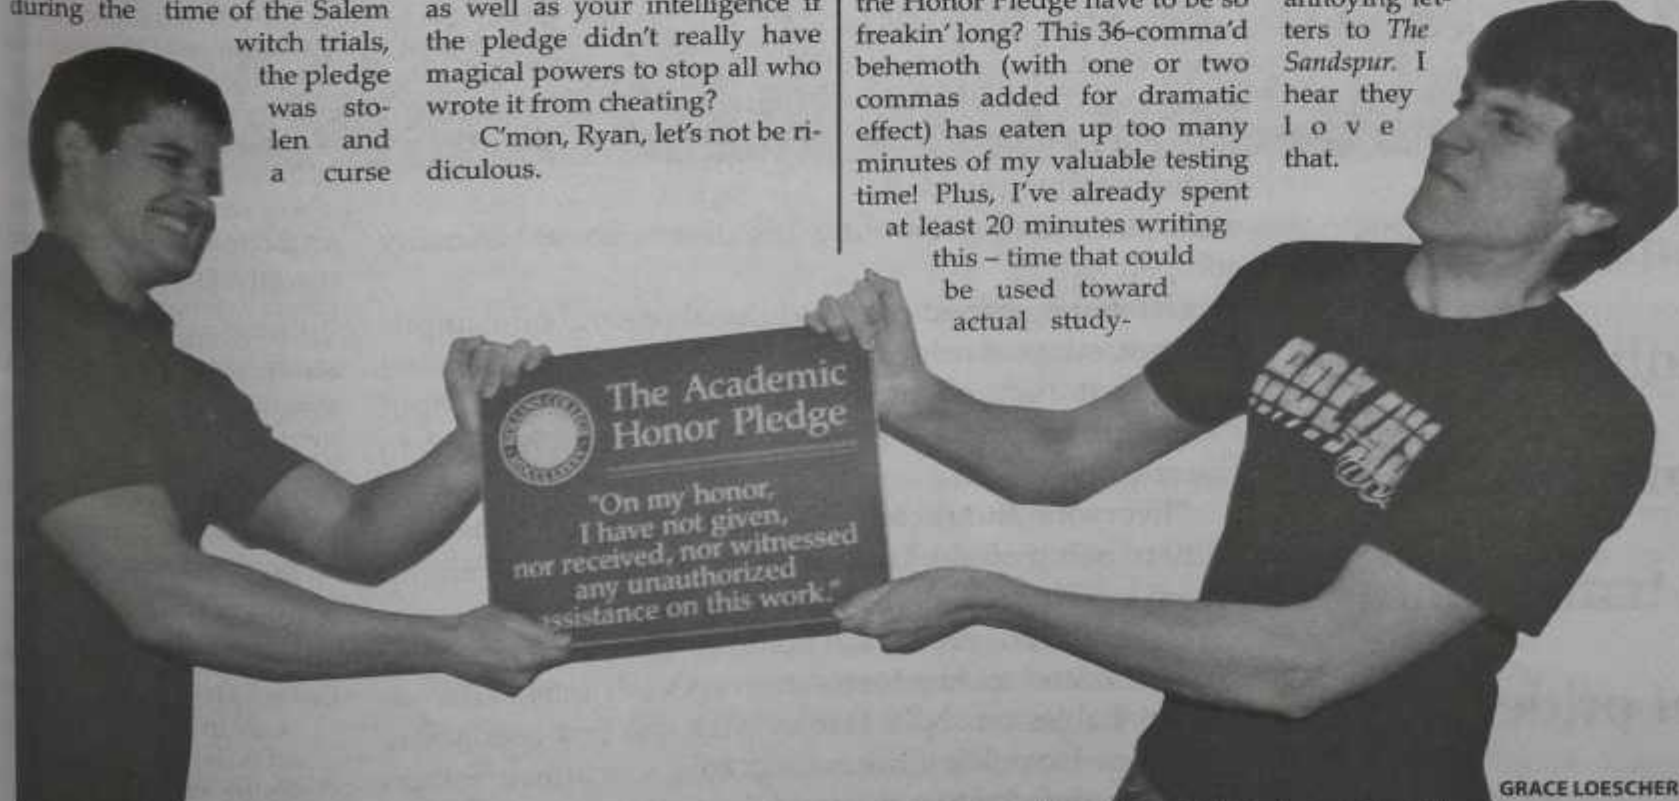 during the time of the Salem
witch trials,
the pledge
was sto-
len and
a curse
as well as your intelligence if
the pledge didn't really have
magical powers to stop all who
wrote it from cheating?
C'mon, Ryan, let's not be ri-
diculous.
the Honor Pledge have to be so
freakin' long? This 36-comma'd
behemoth (with one or two
commas added for dramatic
effect) has eaten up too many
minutes of my valuable testing
time! Plus, I've already spent
at least 20 minutes writing
this – time that could
be used toward
actual study-
annoying let-
ters to The
Sandspur. I
hear they
love
that.
The Academic
Honor Pledge
"On my honor,
I have not given,
nor received, nor witnessed
any unauthorized
assistance on this work."
GRACE LOESCHER